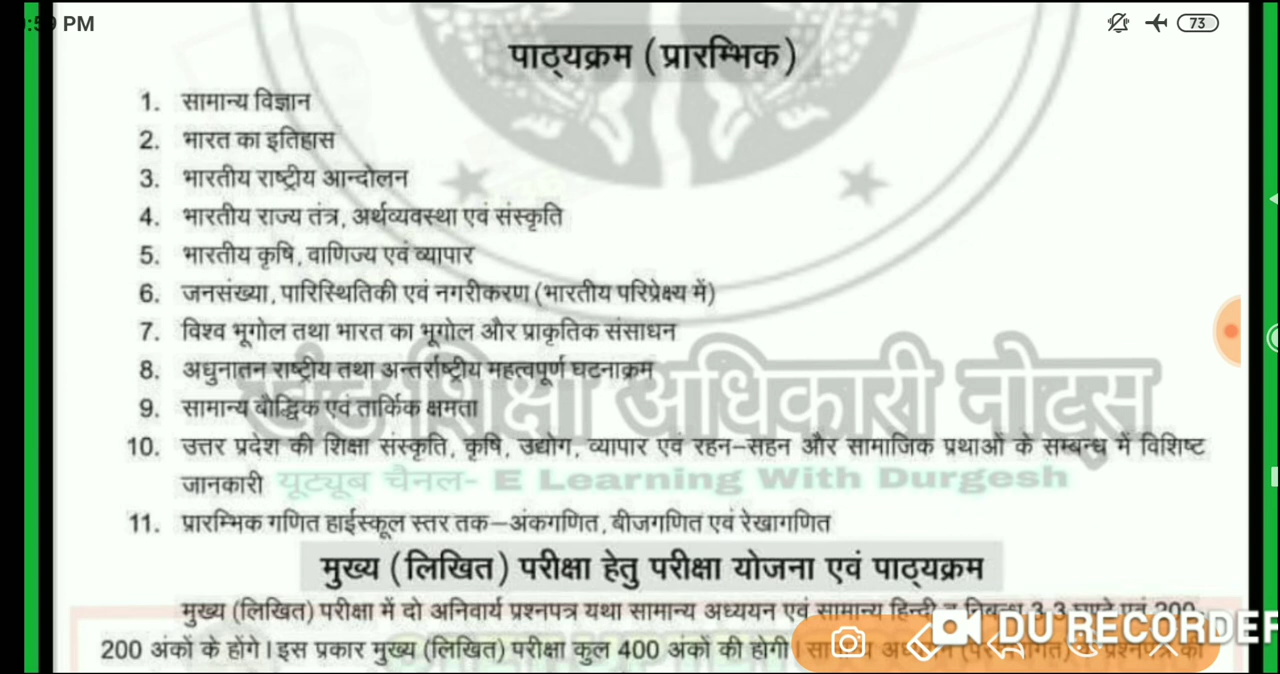 PM
73
पाठ्यक्रम (प्रारम्भिक)
1. सामान्य विज्ञान
2. भारत का इतिहास
3. भारतीय राष्ट्रीय आन्दोलन
4. भारतीय राज्य तंत्र, अर्थव्यवस्था एवं संस्कृति
5. भारतीय कृषि, वाणिज्य एवं व्यापार
6. जनसंख्या, पारिस्थितिकी एवं नगरीकरण (भारतीय परिप्रेक्ष्य में)
7. विश्व भूगोल तथा भारत का भूगोल और प्राकृतिक संसाधन
8. अधुनातन राष्ट्रीय तथा अन्तर्राष्ट्रीय महत्वपूर्ण घटनाक्रम
खंड शिक्षा अधिकारी नोट्स
9. सामान्य बौद्धिक एवं तार्किक क्षमता
10. उत्तर प्रदेश की शिक्षा संस्कृति, कृषि, उद्योग, व्यापार एवं रहन–सहन और सामाजिक प्रथाओं के सम्बन्ध में विशिष्ट
जानकारी
यूट्यूब चैनल- E Learning With Durgesh
11. प्रारम्भिक गणित हाईस्कूल स्तर तक–अंकगणित, बीजगणित एवं रेखागणित
मुख्य (लिखित) परीक्षा हेतु परीक्षा योजना एवं पाठ्यक्रम
मुख्य (लिखित) परीक्षा में दो अनिवार्य प्रश्नपत्र यथा सामान्य अध्ययन एवं सामान्य हिन्दी
DU RECORDER
200 अंकों के होंगे। इस प्रकार मुख्य (लिखित) परीक्षा कुल 400 अंकों की होगी।